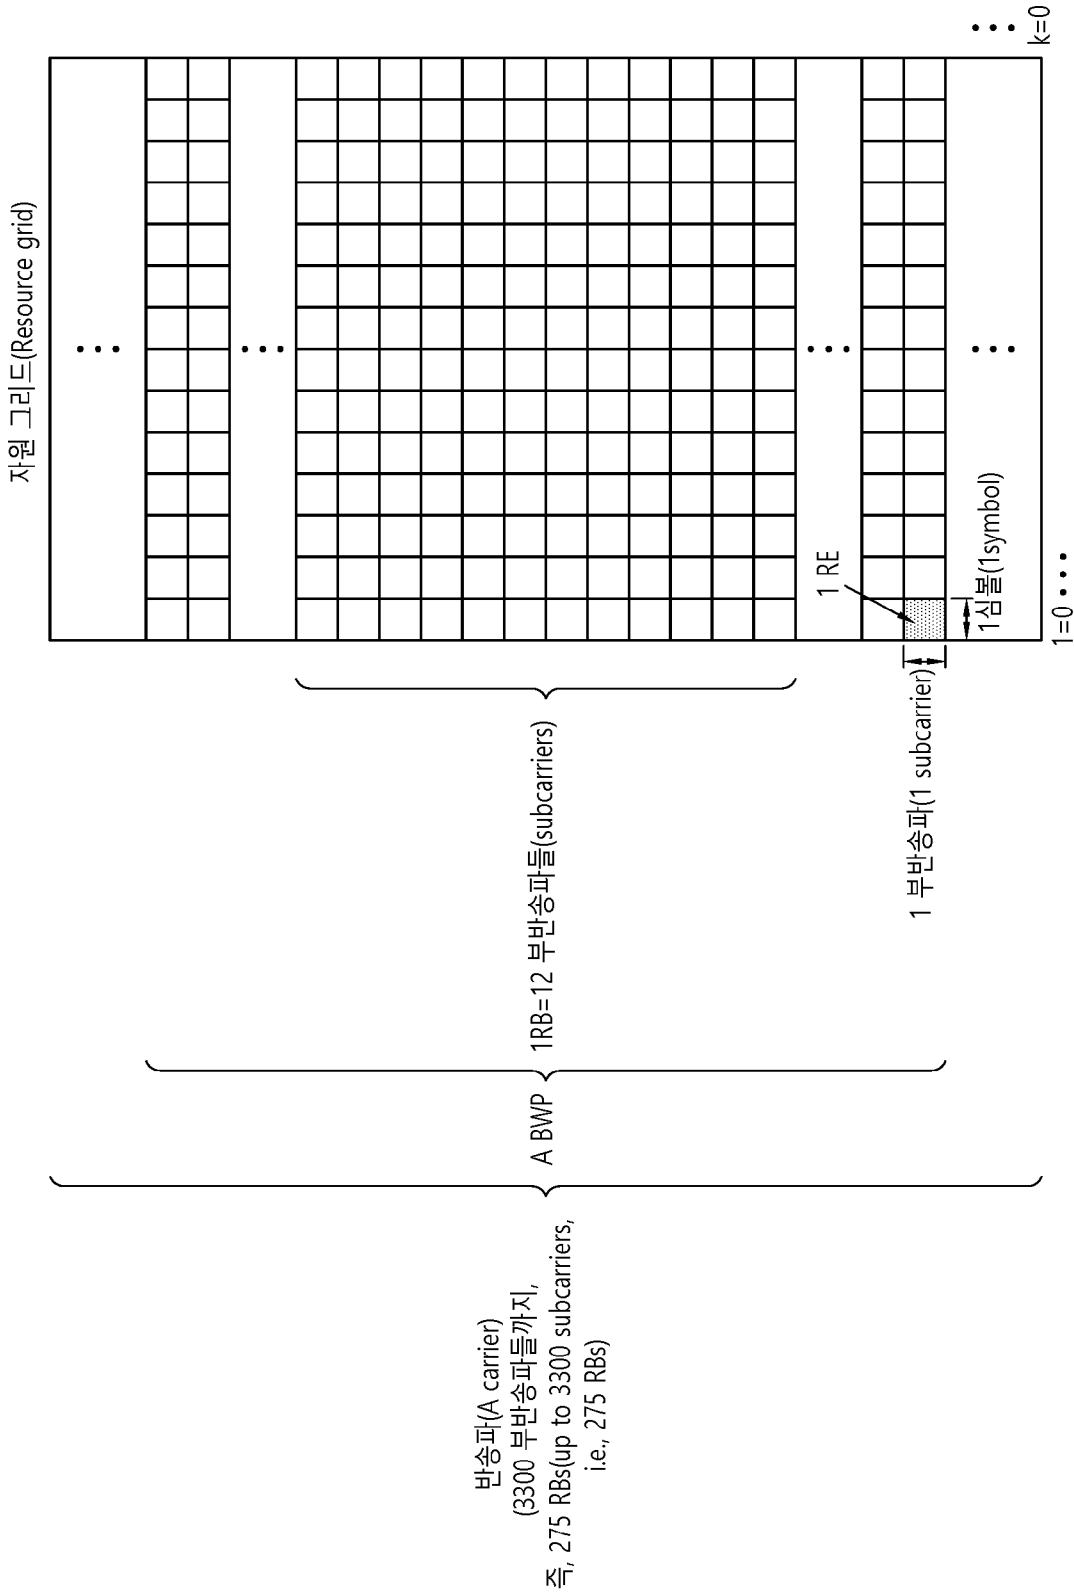 자원 그리드(Resource grid)
k=0
1 RE
1심볼(1symbol)
1=0
1 부반송파(1 subcarrier)
1RB=12 부반송파들(subcarriers)
A BWP
반송파(A carrier)
(3300 부반송파들까지,
즉, 275 RBs(up to 3300 subcarriers,
i.e., 275 RBs)